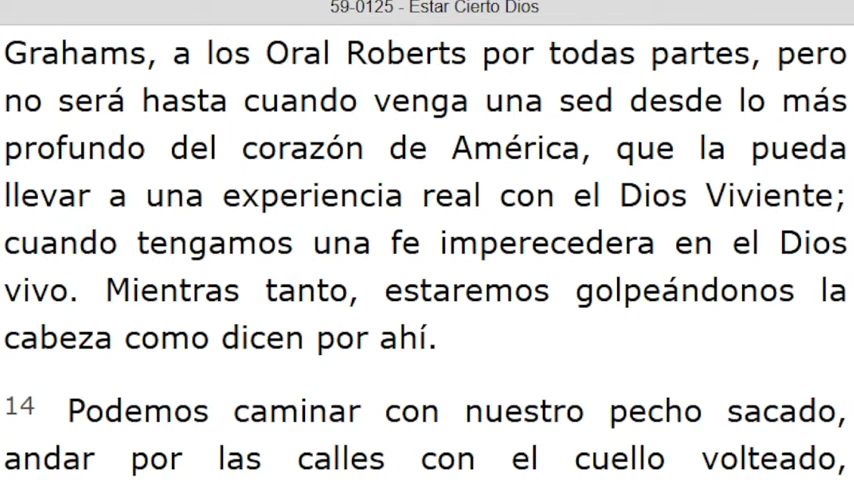 59-0125 - Estar Cierto Dios
Grahams, a los Oral Roberts por todas partes, pero
no será hasta cuando venga una sed desde lo más
profundo del corazón de América, que la pueda
llevar a una experiencia real con el Dios Viviente;
cuando tengamos una fe imperecedera en el Dios
vivo. Mientras tanto, estaremos golpeándonos la
cabeza como dicen por ahí.
14 Podemos caminar con nuestro pecho sacado,
andar por las calles con el cuello volteado,